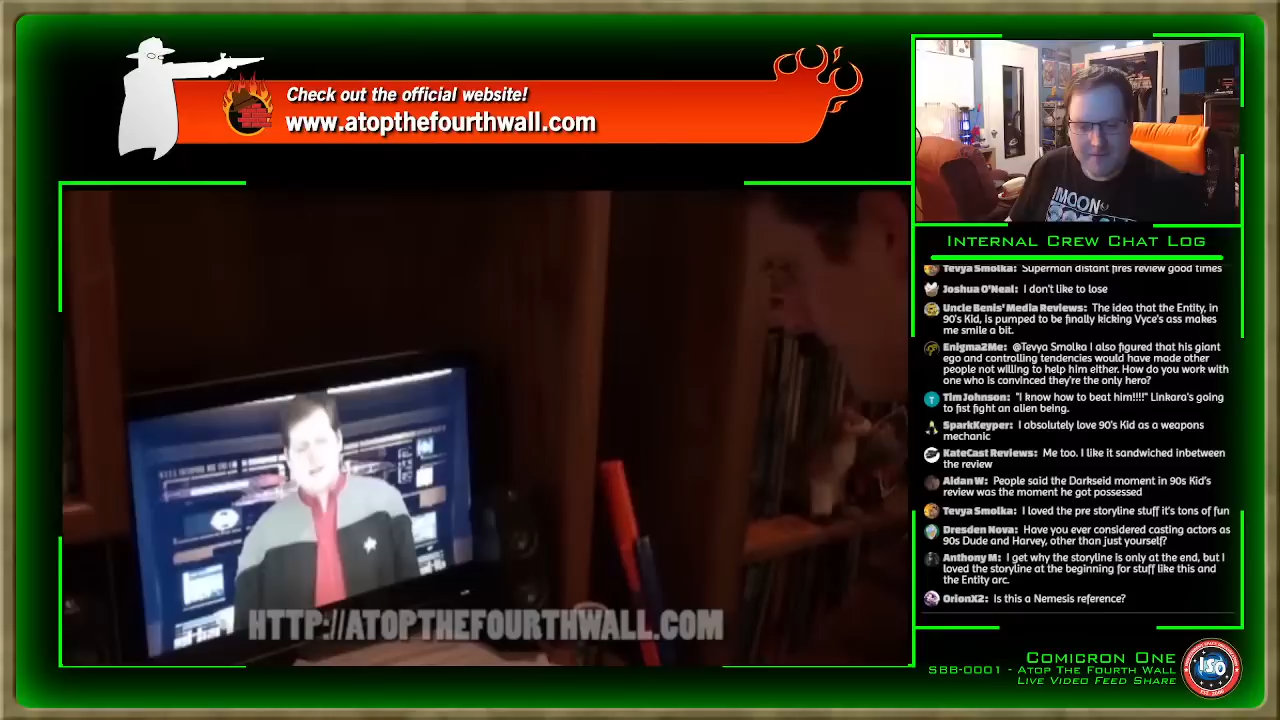 Check out the official website!
www.atopthefourthwall.com
MOON
Internal Crew Chat Log
Tevya Smolka: Superman distant fires review good times
Joshua O'Neal: I don't like to lose
Uncle Benis' Media Reviews: The idea that the Entity, in
90's Kid, is pumped to be finally kicking Vyce's ass makes
me smile a bit.
Enigma2Me: @Tevya Smolka I also figured that his giant
ego and controlling tendencies would have made other
people not willing to help him either. How do you work with
one who is convinced they're the only hero?
T
Tim Johnson: "I know how to beat him!!!!" Linkara's going
to fist fight an alien being.
SparkKeyper: I absolutely love 90's Kid as a weapons
mechanic
KateCast Reviews: Me too. I like it sandwiched inbetween
the review
Aidan W: People said the Darkseid moment in 90s Kid's
review was the moment he got possessed
Tevya Smolka: I loved the pre storyline stuff it's tons of fun
Dresden Nova: Have you ever considered casting actors as
90s Dude and Harvey, other than just yourself?
Anthony M: I get why the storyline is only at the end, but I
loved the storyline at the beginning for stuff like this and
the Entity arc.
OrionX2: Is this a Nemesis reference?
HTTP://ATOPTHEFOURTHWALL.COM
Comicron One
SBB-0001 - Atop The Fourth Wall
Live Video Feed Share
ISO